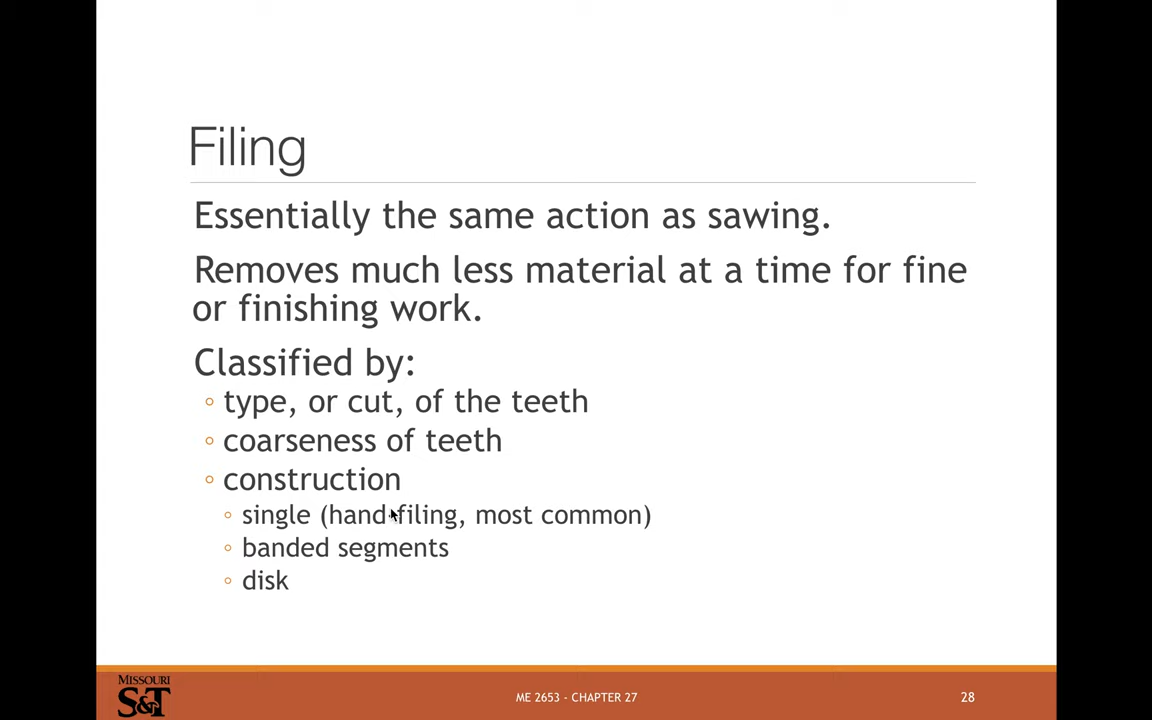 Filing
Essentially the same action as sawing.
Removes much less material at a time for fine
or finishing work.
Classified by:
◦ type, or cut, of the teeth
◦ coarseness of teeth
◦ construction
◦ single (hand filing, most common)
◦ banded segments
◦ disk
MISSOURI
S&T
ME 2653 - CHAPTER 27
28